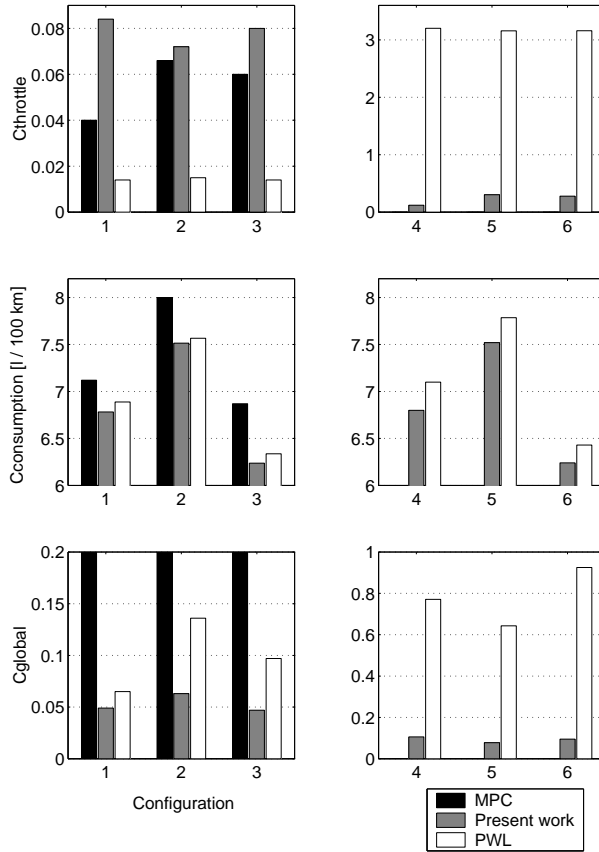 0.08
0.06
0.04
0.02
0
Cthrottle
1 2 3
3
2
1
0
4 5 6
8
7.5
7
6.5
6
Cconsumption [l / 100 km]
1 2 3
8
7.5
7
6.5
6
4 5 6
0.2
0.15
0.1
0.05
0
Cglobal
1 2 3
Configuration
1
0.8
0.6
0.4
0.2
0
4 5 6
MPC
Present work
PWL